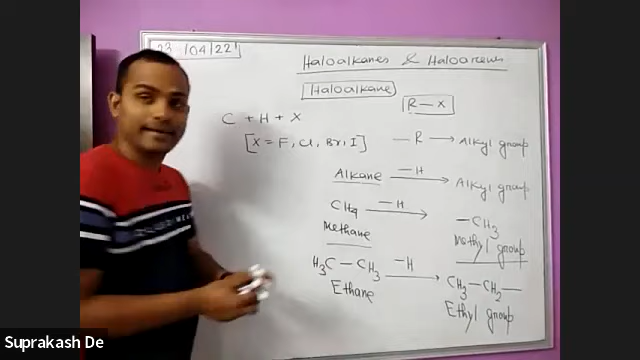 23/04/22
Haloalkanes & Haloarenes
Haloalkane
R—X
C + H + X
[X = F, Cl, Br, I]
—R → Alkyl group
Alkane —H→ Alkyl group
CH4 —H→ —CH3
Methane Methyl group
H3C—CH3 —H→ CH3—CH2—
Ethane Ethyl group
Suprakash De